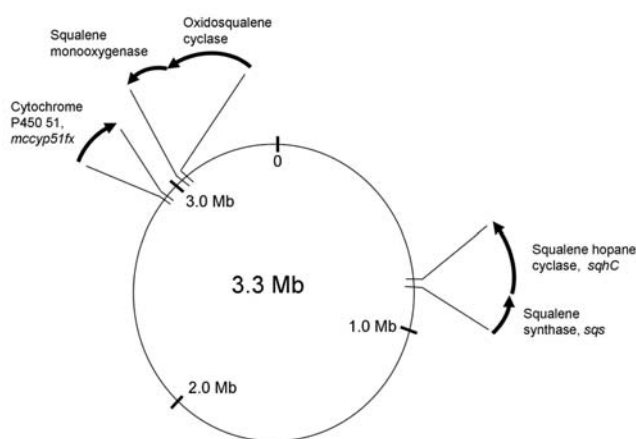 Oxidosqualene
cyclase
Squalene
monooxygenase
Cytochrome
P450 51,
mccyp51fx
0
3.0 Mb
3.3 Mb
Squalene hopane
cyclase, sqhC
1.0 Mb
Squalene
synthase, sqs
2.0 Mb